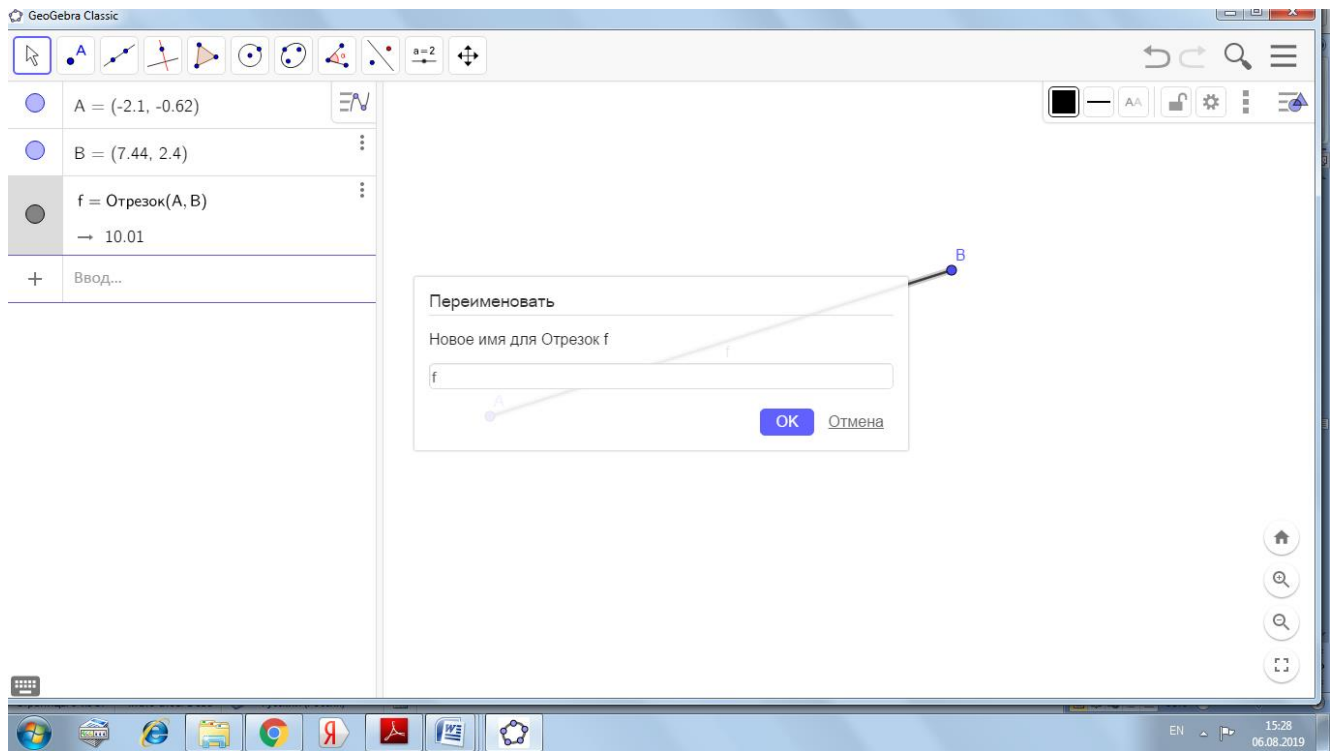 GeoGebra Classic
A
a=2
A = (-2.1, -0.62)
B = (7.44, 2.4)
f = Отрезок(A, B)
→ 10.01
+ Ввод...
AA
B
Переименовать
Новое имя для Отрезок f
f
f
A
OK Отмена
EN 15:28
06.08.2019